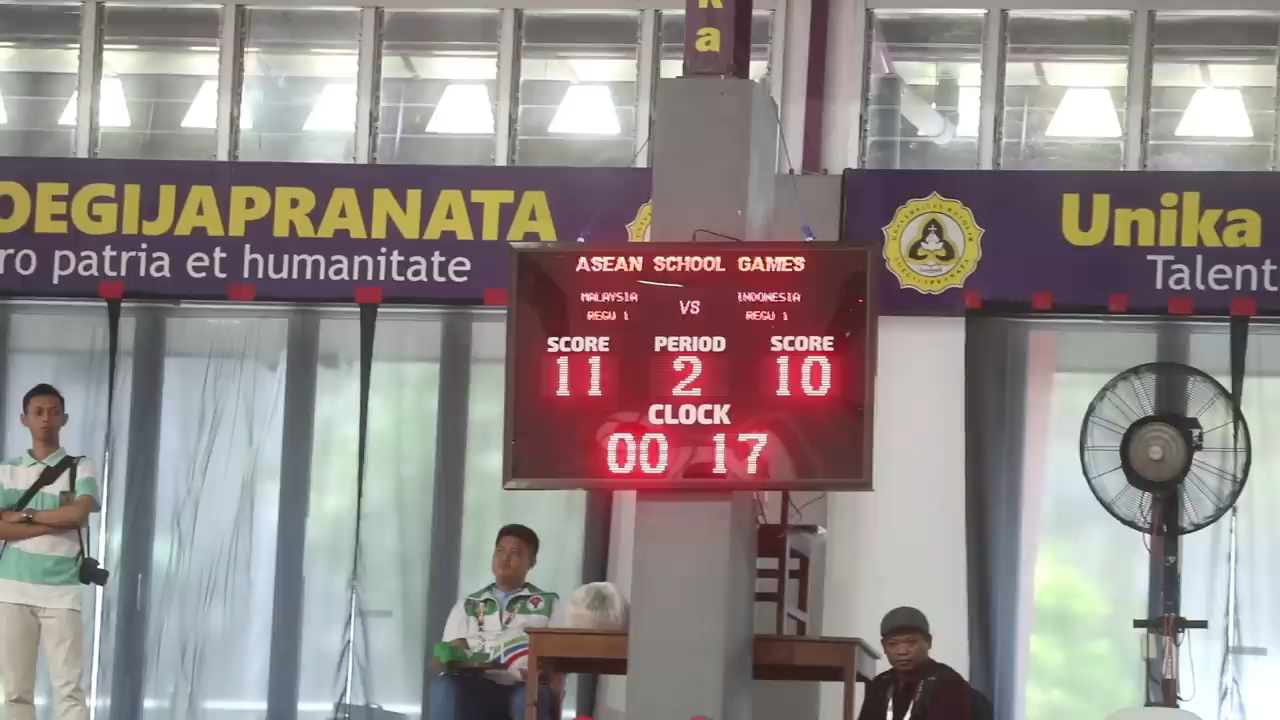 ka
OEGIJAPRANATA
ro patria et humanitate
Unika
Talent
ASEAN SCHOOL GAMES
MALAYSIA VS INDONESIA
REGU 1 REGU 1
SCORE PERIOD SCORE
11 2 10
CLOCK
00 17